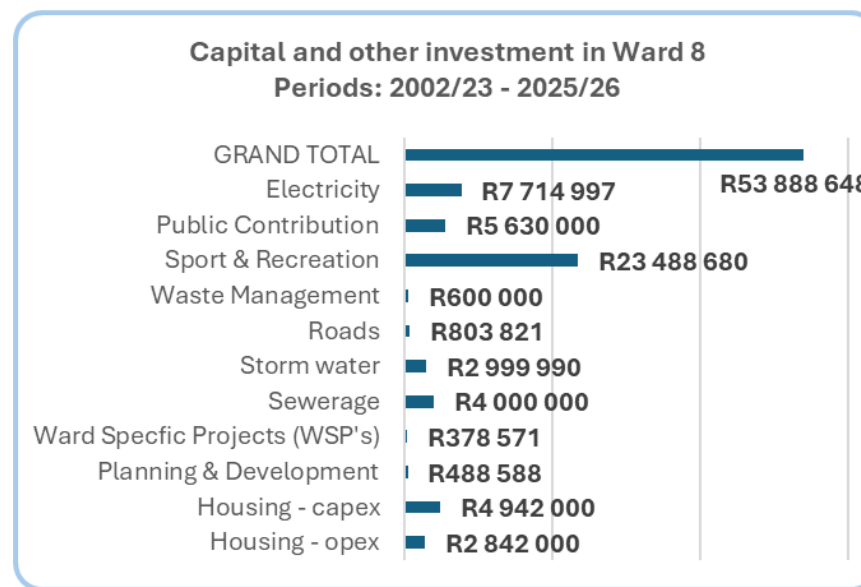 Capital and other investment in Ward 8
Periods: 2002/23 - 2025/26
GRAND TOTAL R53 888 648
Electricity R7 714 997
Public Contribution R5 630 000
Sport & Recreation R23 488 680
Waste Management R600 000
Roads R803 821
Storm water R2 999 990
Sewerage R4 000 000
Ward Specfic Projects (WSP's) R378 571
Planning & Development R488 588
Housing - capex R4 942 000
Housing - opex R2 842 000